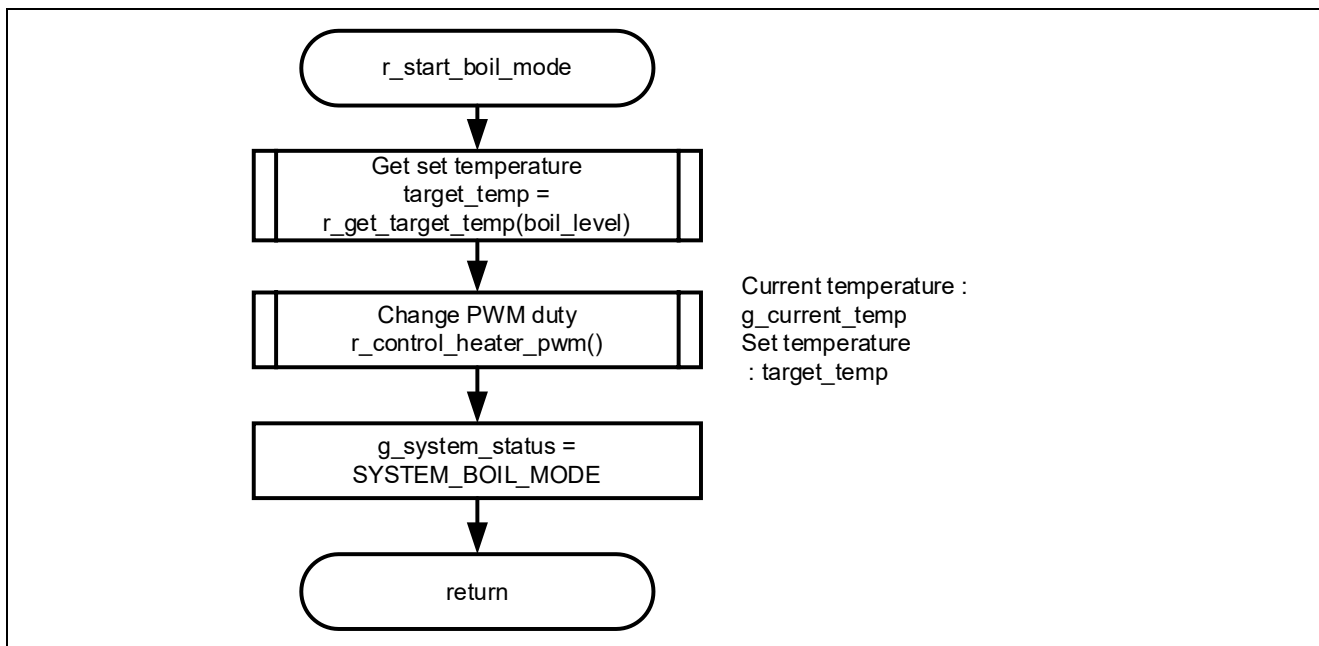 r_start_boil_mode
Get set temperature
target_temp =
r_get_target_temp(boil_level)
Change PWM duty
r_control_heater_pwm()
Current temperature :
g_current_temp
Set temperature
: target_temp
g_system_status =
SYSTEM_BOIL_MODE
return